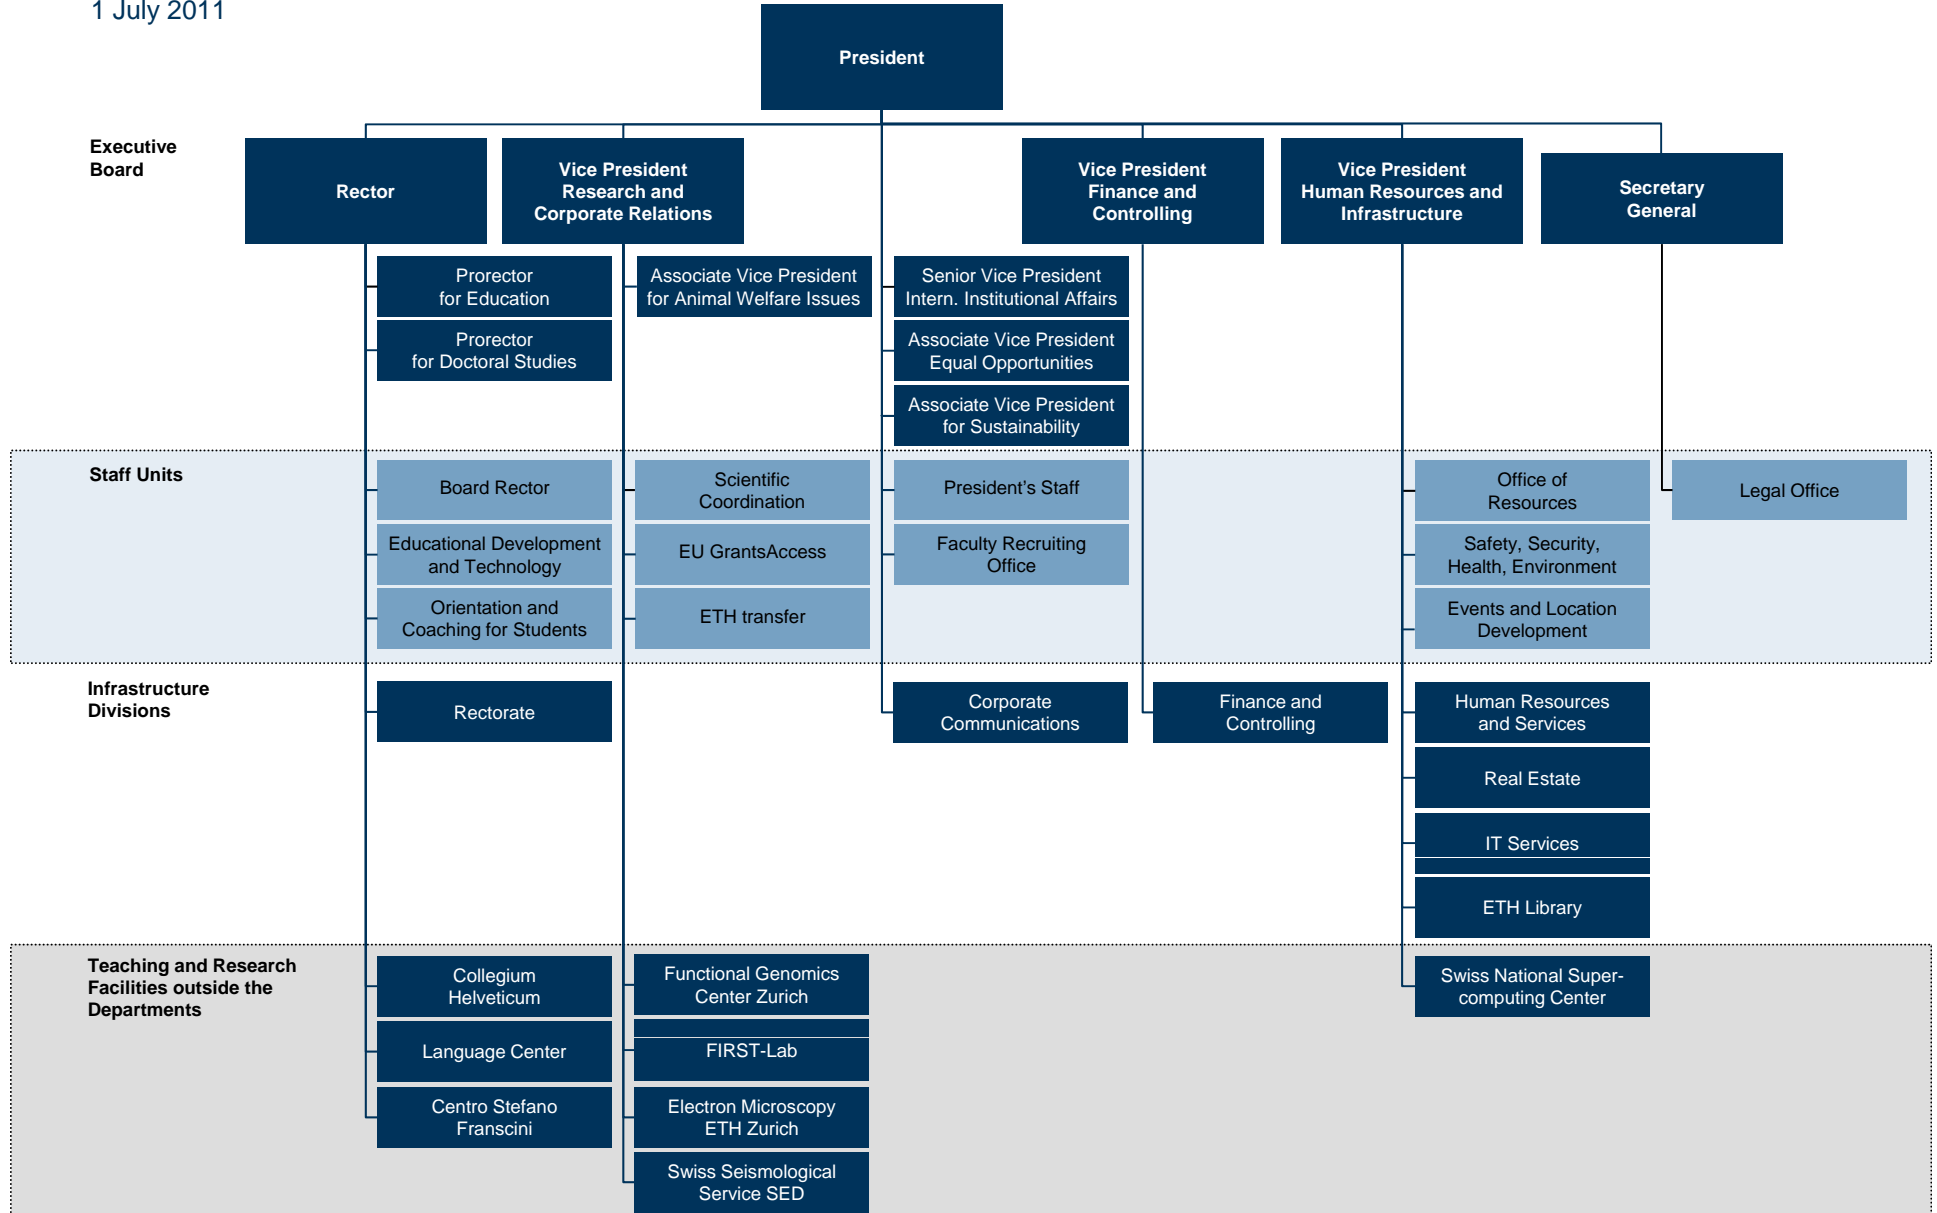 1 July 2011
President
Executive
Board
Rector
Vice President
Research and
Corporate Relations
Vice President
Finance and
Controlling
Vice President
Human Resources and
Infrastructure
Secretary
General
Prorector
for Education
Associate Vice President
for Animal Welfare Issues
Senior Vice President
Intern. Institutional Affairs
Prorector
for Doctoral Studies
Associate Vice President
Equal Opportunities
Associate Vice President
for Sustainability
Staff Units
Board Rector
Scientific
Coordination
President’s Staff
Office of
Resources
Legal Office
Educational Development
and Technology
EU GrantsAccess
Faculty Recruiting
Office
Safety, Security,
Health, Environment
Orientation and
Coaching for Students
ETH transfer
Events and Location
Development
Infrastructure
Divisions
Rectorate
Corporate
Communications
Finance and
Controlling
Human Resources
and Services
Real Estate
IT Services
ETH Library
Teaching and Research
Facilities outside the
Departments
Collegium
Helveticum
Functional Genomics
Center Zurich
Swiss National Super-
computing Center
Language Center
FIRST-Lab
Centro Stefano
Franscini
Electron Microscopy
ETH Zurich
Swiss Seismological
Service SED